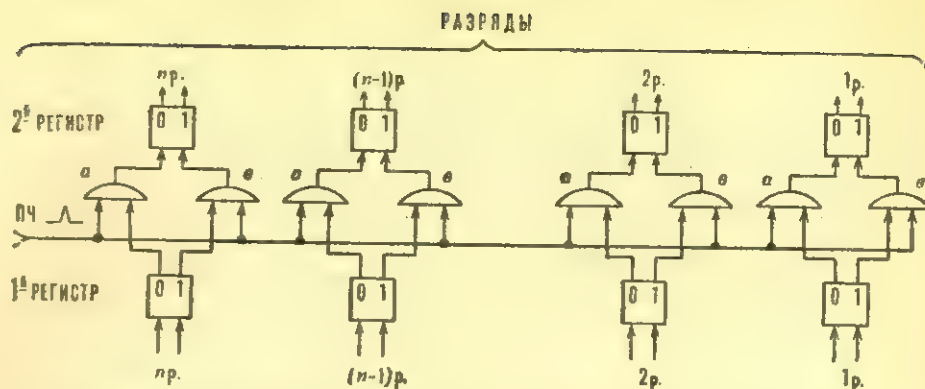 РАЗРЯДЫ
nр. (n-1)р. 2р. 1р.
2й РЕГИСТР
0 1 0 1 0 1 0 1
а в а в а в а в
ПЧ
1й РЕГИСТР
0 1 0 1 0 1 0 1
nр. (n-1)р. 2р. 1р.